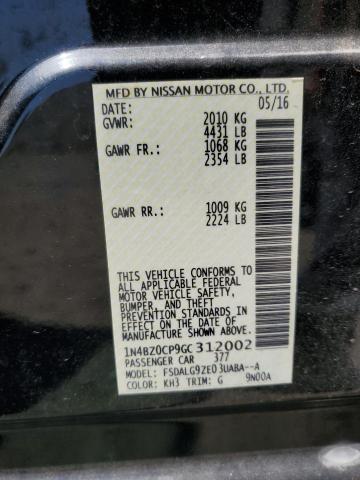 MFD BY NISSAN MOTOR CO., LTD.
DATE: 05/16
GVWR: 2010 KG
4431 LB
GAWR FR.: 1068 KG
2354 LB
GAWR RR.: 1009 KG
2224 LB
THIS VEHICLE CONFORMS TO
ALL APPLICABLE FEDERAL
MOTOR VEHICLE SAFETY,
BUMPER, AND THEFT
PREVENTION STANDARDS IN
EFFECT ON THE DATE OF
MANUFACTURE SHOWN ABOVE.
1N4BZ0CP9GC312002
PASSENGER CAR 377
MODEL: FSDALG9ZE03UABA--A
COLOR: KH3 TRIM: G 9N00A